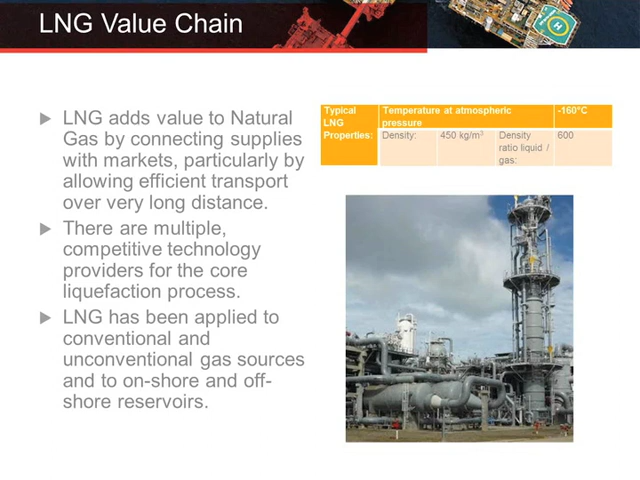 LNG Value Chain
LNG adds value to Natural
Gas by connecting supplies
with markets, particularly by
allowing efficient transport
over very long distance.
There are multiple,
competitive technology
providers for the core
liquefaction process.
LNG has been applied to
conventional and
unconventional gas sources
and to on-shore and off-
shore reservoirs.
Typical
LNG
Properties:
Temperature at atmospheric
pressure
-160°C
Density:
450 kg/m³
Density
ratio liquid /
gas:
600
H